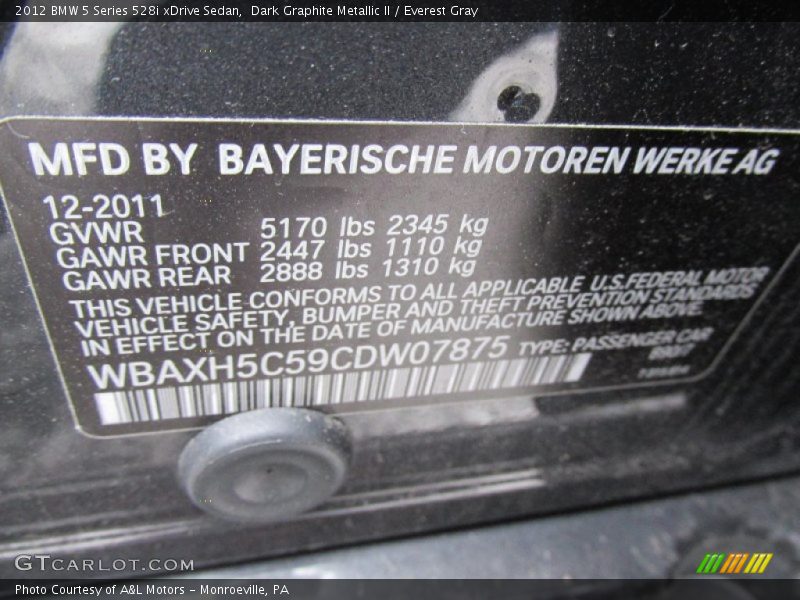 2012 BMW 5 Series 528i xDrive Sedan,  Dark Graphite Metallic II / Everest Gray
MFD BY BAYERISCHE MOTOREN WERKE AG
12-2011
GVWR 5170 lbs 2345 kg
GAWR FRONT 2447 lbs 1110 kg
GAWR REAR 2888 lbs 1310 kg
THIS VEHICLE CONFORMS TO ALL APPLICABLE U.S.FEDERAL MOTOR
VEHICLE SAFETY, BUMPER AND THEFT PREVENTION STANDARDS
IN EFFECT ON THE DATE OF MANUFACTURE SHOWN ABOVE.
WBAXH5C59CDW07875 TYPE: PASSENGER CAR
GTCARLOT.COM
Photo Courtesy of A&L Motors - Monroeville, PA